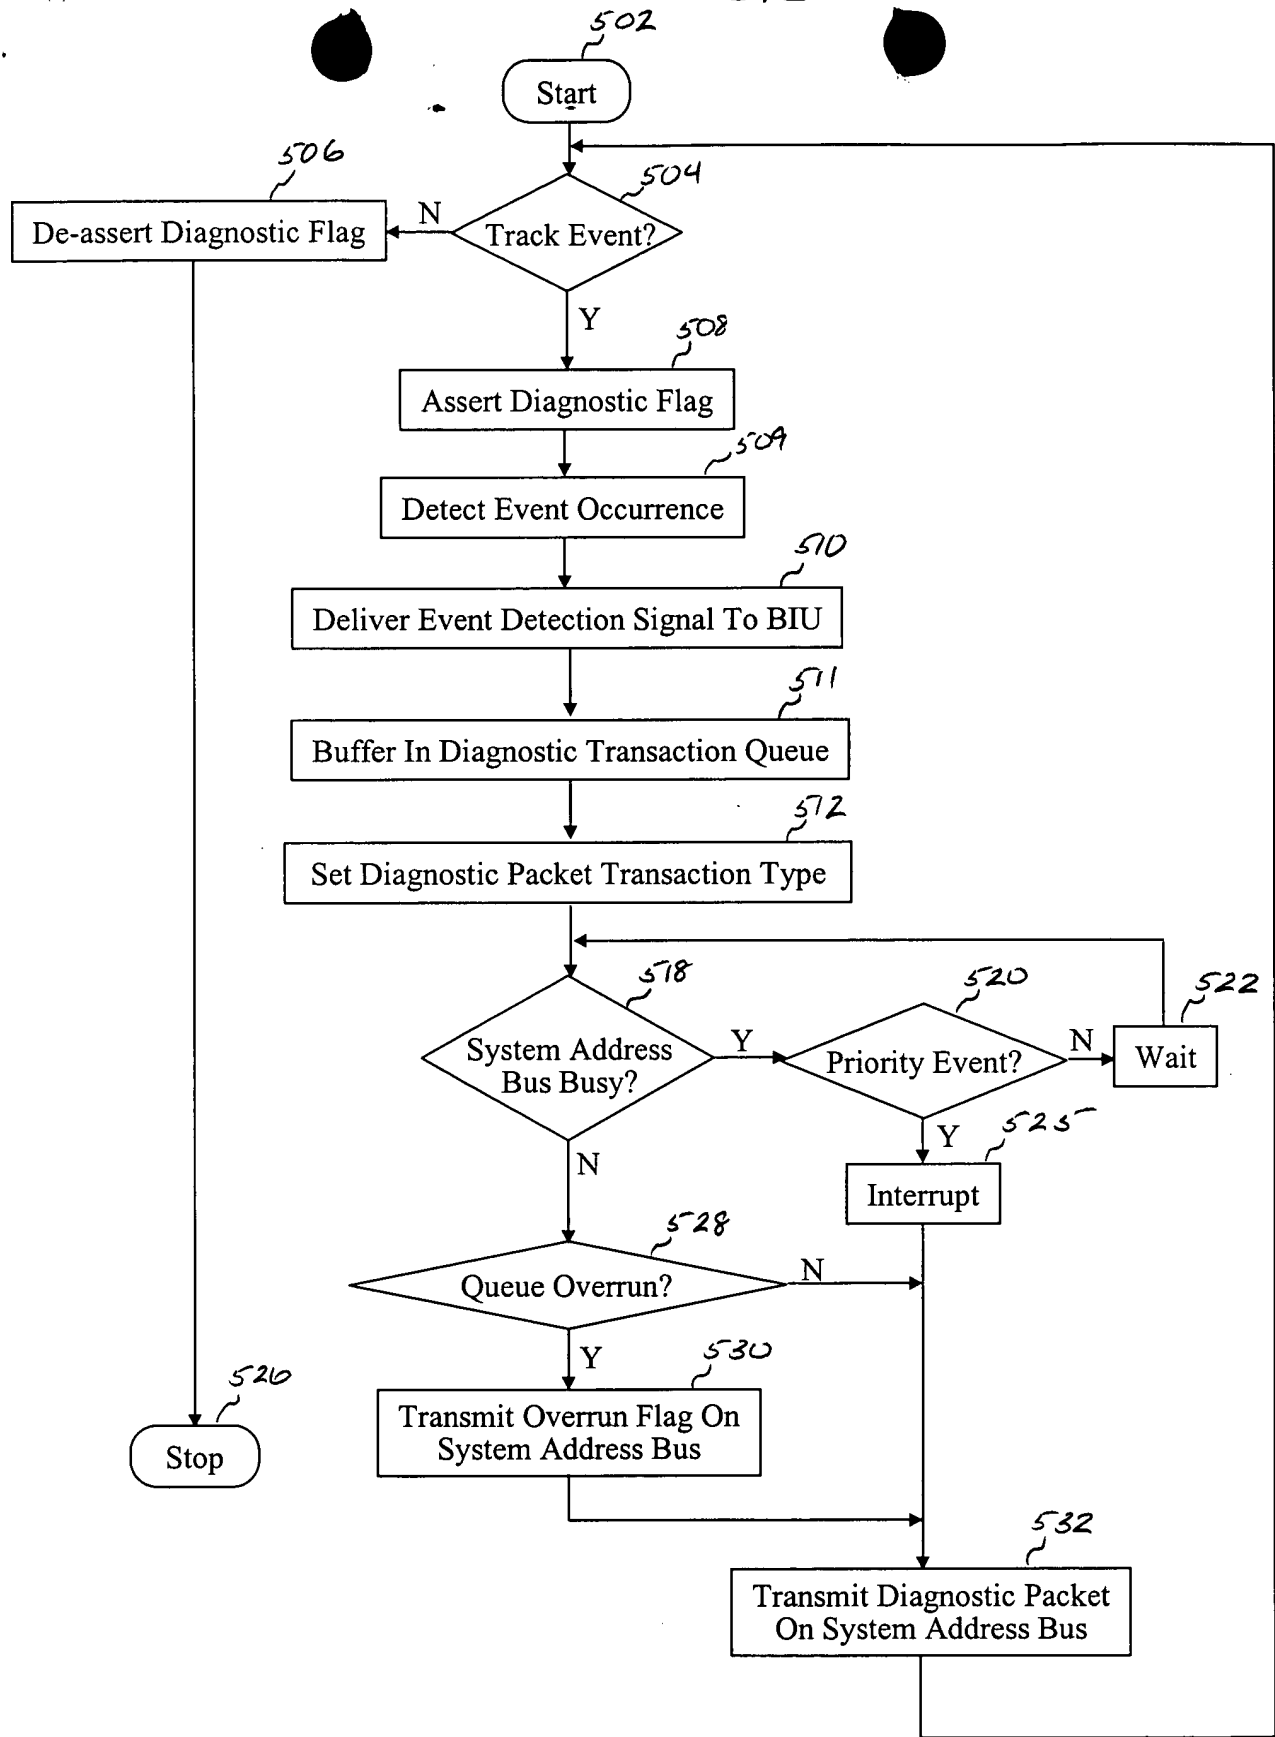 502
Start
506
504
De-assert Diagnostic Flag
N
Track Event?
Y
508
Assert Diagnostic Flag
509
Detect Event Occurrence
510
Deliver Event Detection Signal To BIU
511
Buffer In Diagnostic Transaction Queue
512
Set Diagnostic Packet Transaction Type
518
520
522
System Address
Bus Busy?
Y
Priority Event?
N
Wait
Y
525
N
Interrupt
528
Queue Overrun?
N
Y
530
526
Transmit Overrun Flag On
System Address Bus
Stop
532
Transmit Diagnostic Packet
On System Address Bus